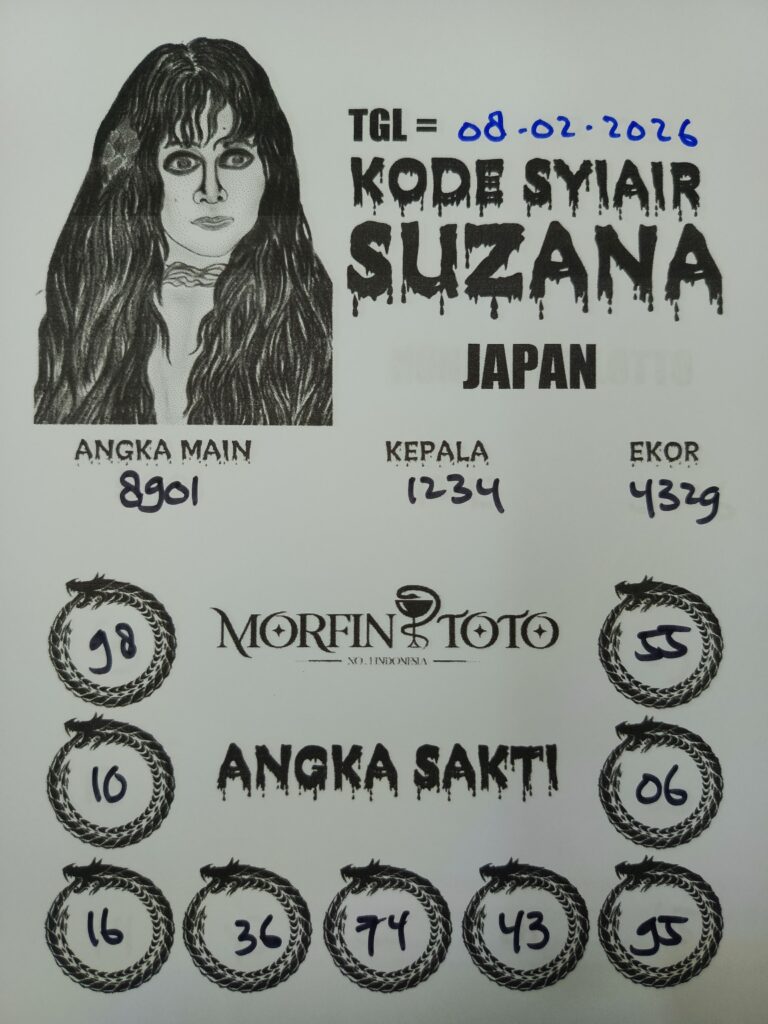 TGL = 08-02-2026
KODE SYIAIR
SUZANA
JAPAN
ANGKA MAIN KEPALA EKOR
8901 1234 4329
98 MORFIN TOTO 55
NO. 1 INDONESIA
10 ANGKA SAKTI 06
16 36 74 43 95